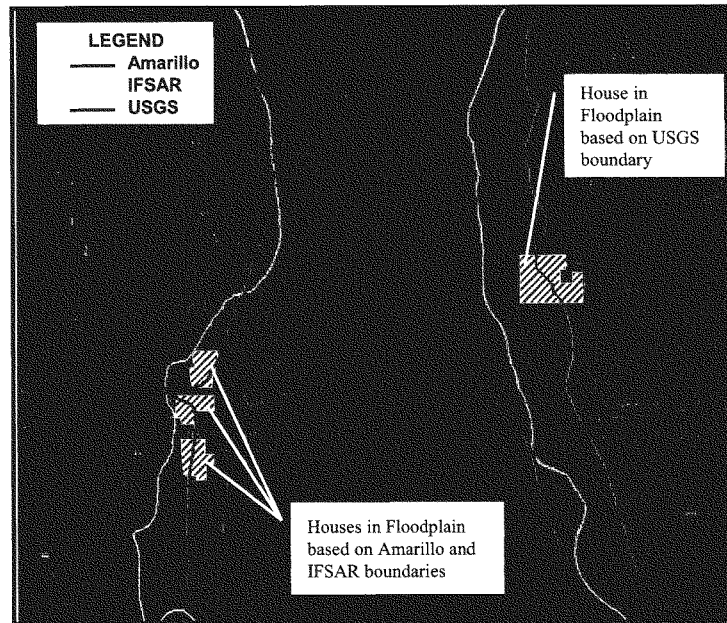 LEGEND
Amarillo
IFSAR
USGS
House in
Floodplain
based on USGS
boundary
Houses in Floodplain
based on Amarillo and
IFSAR boundaries